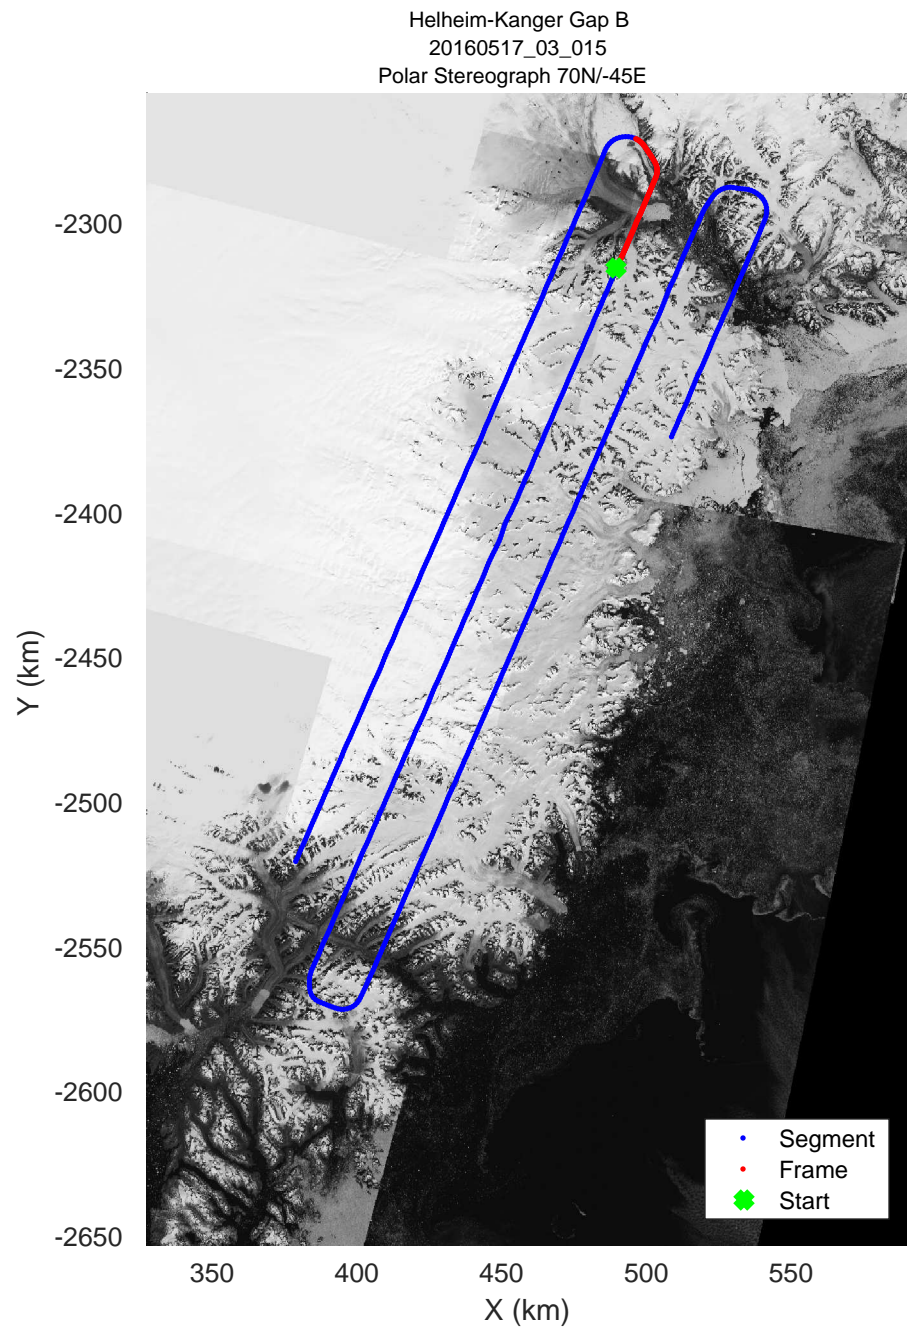 Helheim-Kanger Gap B
20160517_03_015
Polar Stereograph 70N/-45E
-2300
-2350
-2400
-2450
-2500
-2550
-2600
-2650
Y (km)
350
400
450
500
550
X (km)
Segment
Frame
Start